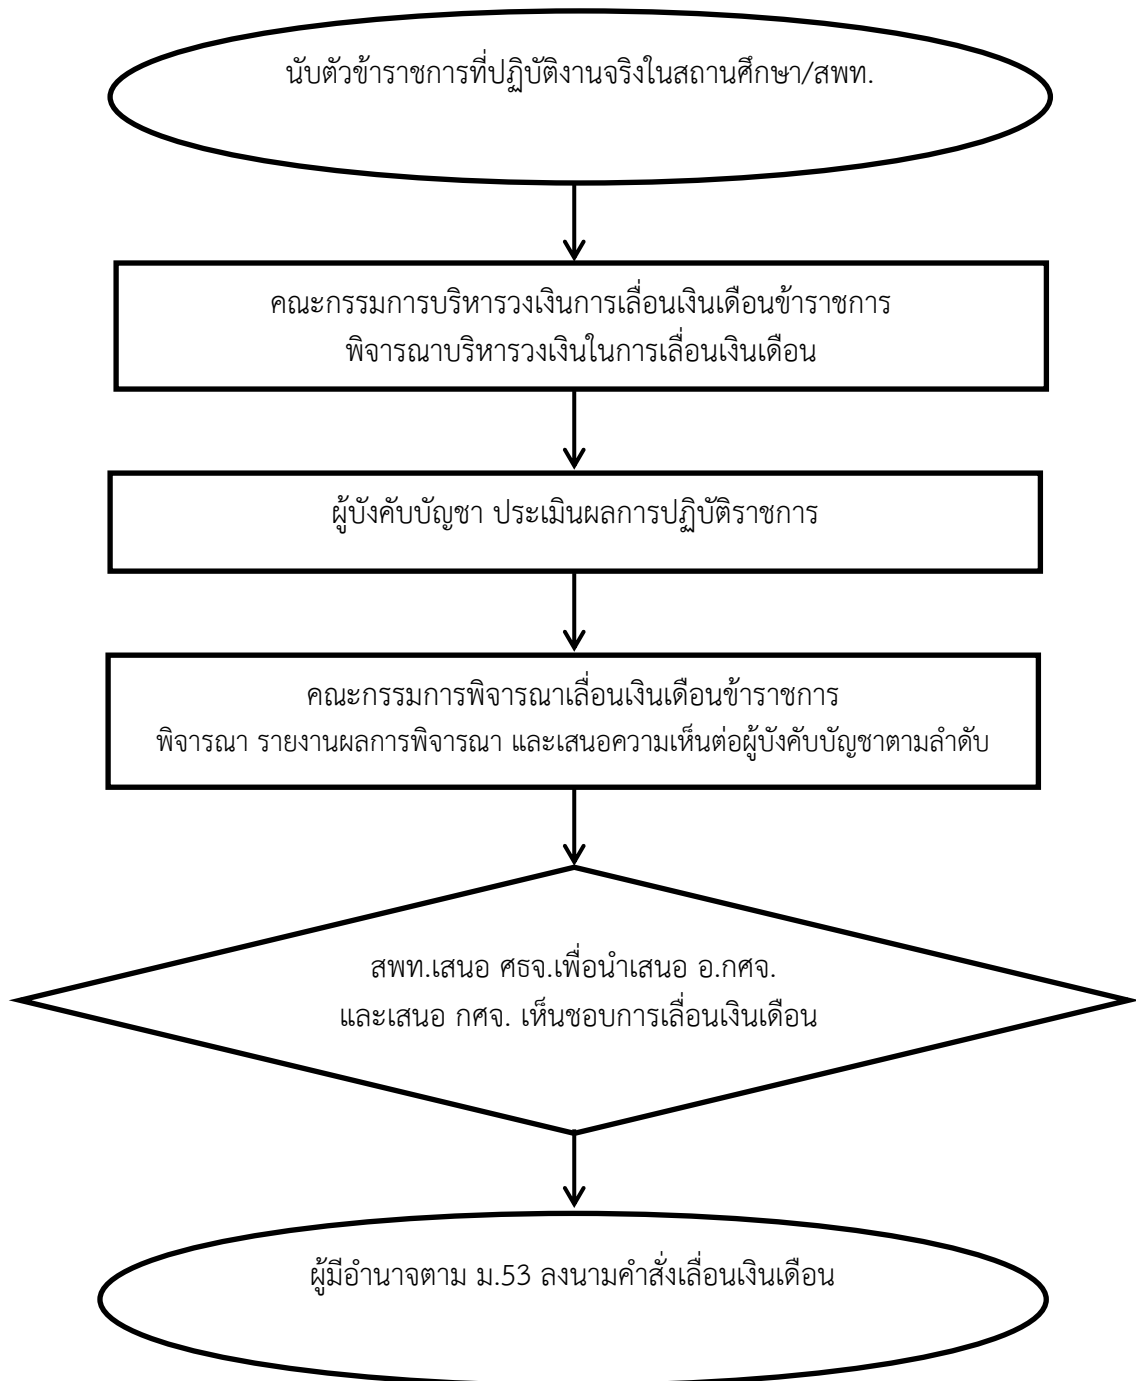 นับตัวข้าราชการที่ปฏิบัติงานจริงในสถานศึกษา/สพท.
คณะกรรมการบริหารวงเงินการเลื่อนเงินเดือนข้าราชการ
พิจารณาบริหารวงเงินในการเลื่อนเงินเดือน
ผู้บังคับบัญชา ประเมินผลการปฏิบัติราชการ
คณะกรรมการพิจารณาเลื่อนเงินเดือนข้าราชการ
พิจารณา รายงานผลการพิจารณา และเสนอความเห็นต่อผู้บังคับบัญชาตามลำดับ
สพท.เสนอ ศธจ.เพื่อนำเสนอ อ.กศจ.
และเสนอ กศจ. เห็นชอบการเลื่อนเงินเดือน
ผู้มีอำนาจตาม ม.53 ลงนามคำสั่งเลื่อนเงินเดือน